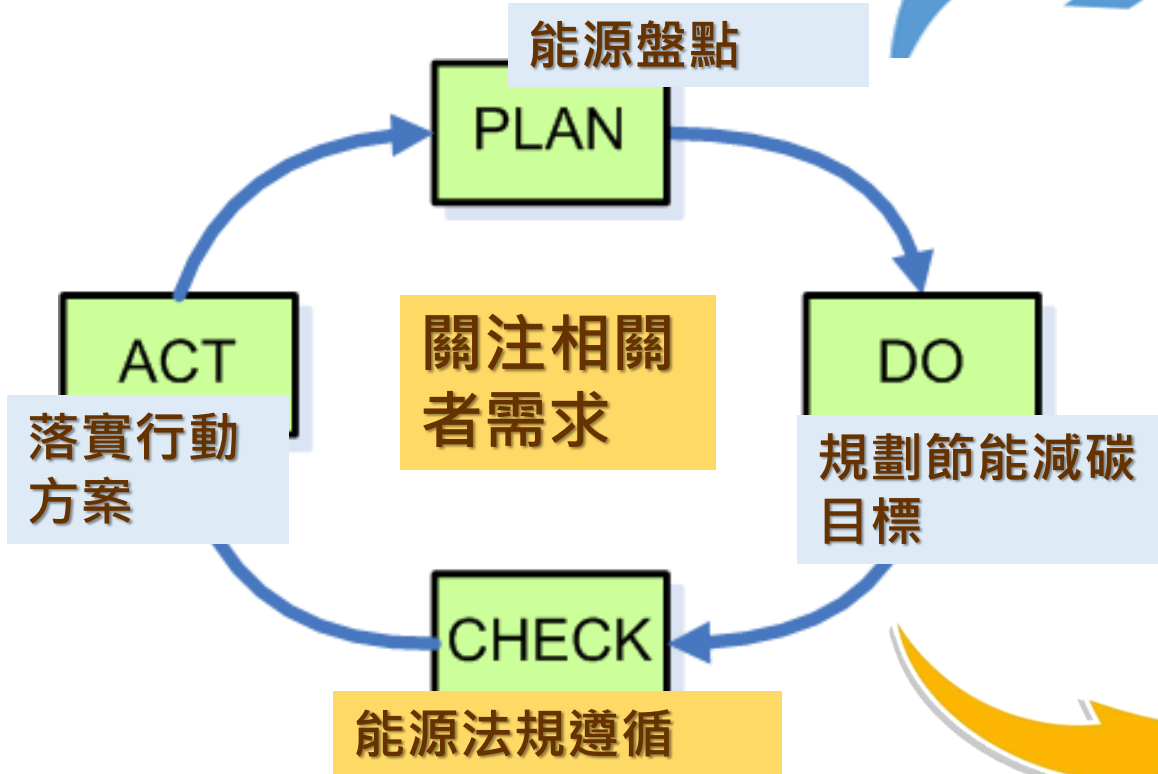 能源盤點
PLAN
ACT
落實行動
方案
關注相關
者需求
DO
規劃節能減碳
目標
CHECK
能源法規遵循